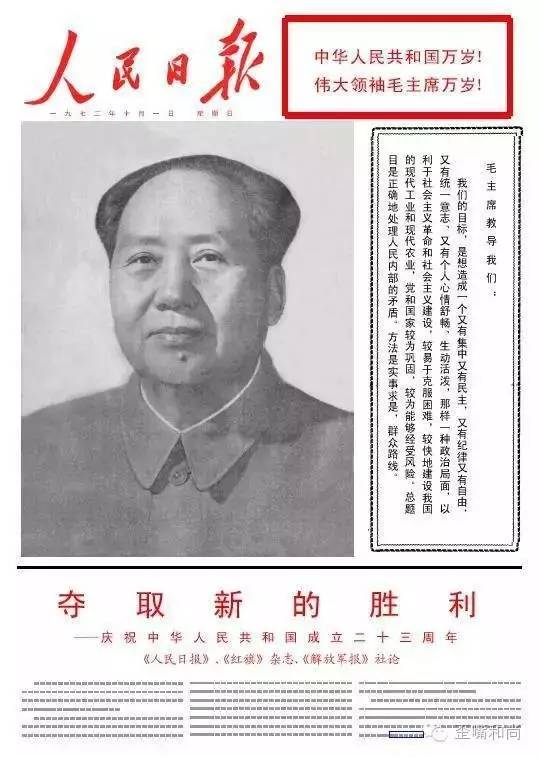 人民日报
一九七二年十月一日 星期日
中华人民共和国万岁!
伟大领袖毛主席万岁!
毛主席教导我们：
我们的目标，是想造成一个又有集中又有民主，又有纪律又有自由，
又有统一意志、又有个人心情舒畅、生动活泼，那样一种政治局面，以
利于社会主义革命和社会主义建设，较易于克服困难，较快地建设我国
的现代工业和现代农业，党和国家较为巩固，较为能够经受风险。总题
目是正确地处理人民内部的矛盾。方法是实事求是，群众路线。
夺取新的胜利
——庆祝中华人民共和国成立二十三周年
《人民日报》、《红旗》杂志、《解放军报》社论
歪嘴和尚